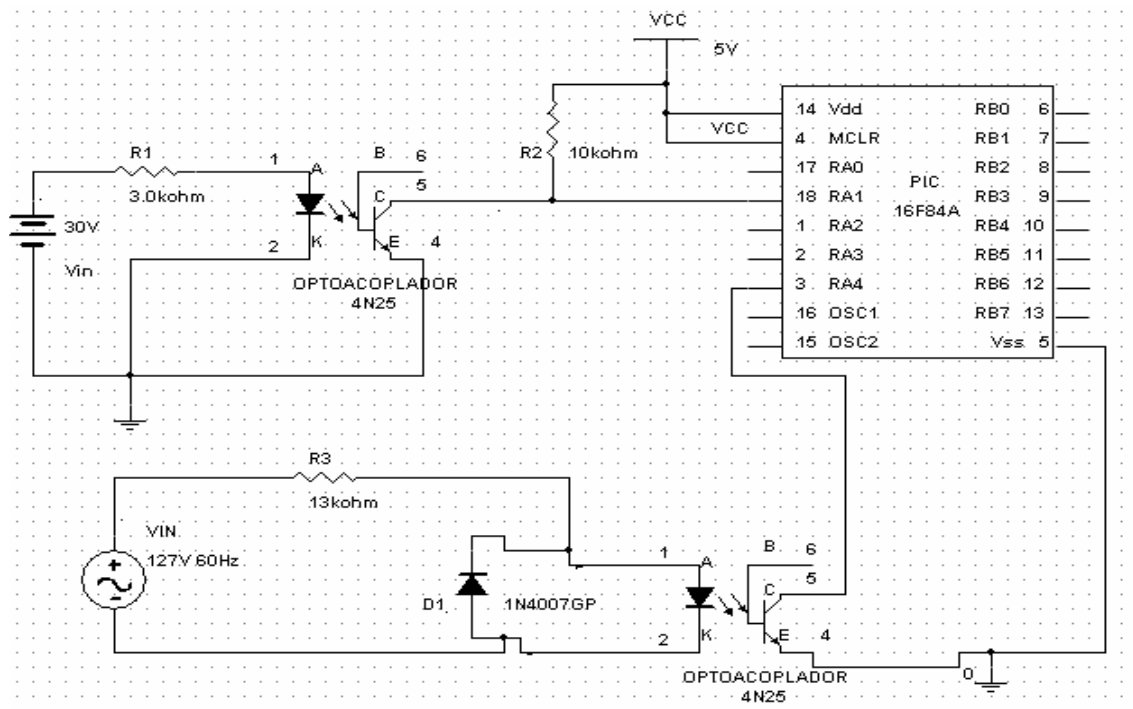 VCC
5V
R1
3.0kohm
1
A
B
6
5
C
E
4
K
2
30V
Vin
OPTOACOPLADOR
4N25
R2
10kohm
VCC
14 Vdd
4 MCLR
17 RA0
18 RA1
1 RA2
2 RA3
3 RA4
16 OSC1
15 OSC2
PIC
16F84A
RB0 6
RB1 7
RB2 8
RB3 9
RB4 10
RB5 11
RB6 12
RB7 13
Vss 5
R3
13kohm
VIN
127V 60Hz
D1
1N4007GP
1
A
B
6
5
C
E
4
K
2
OPTOACOPLADOR
4N25
0